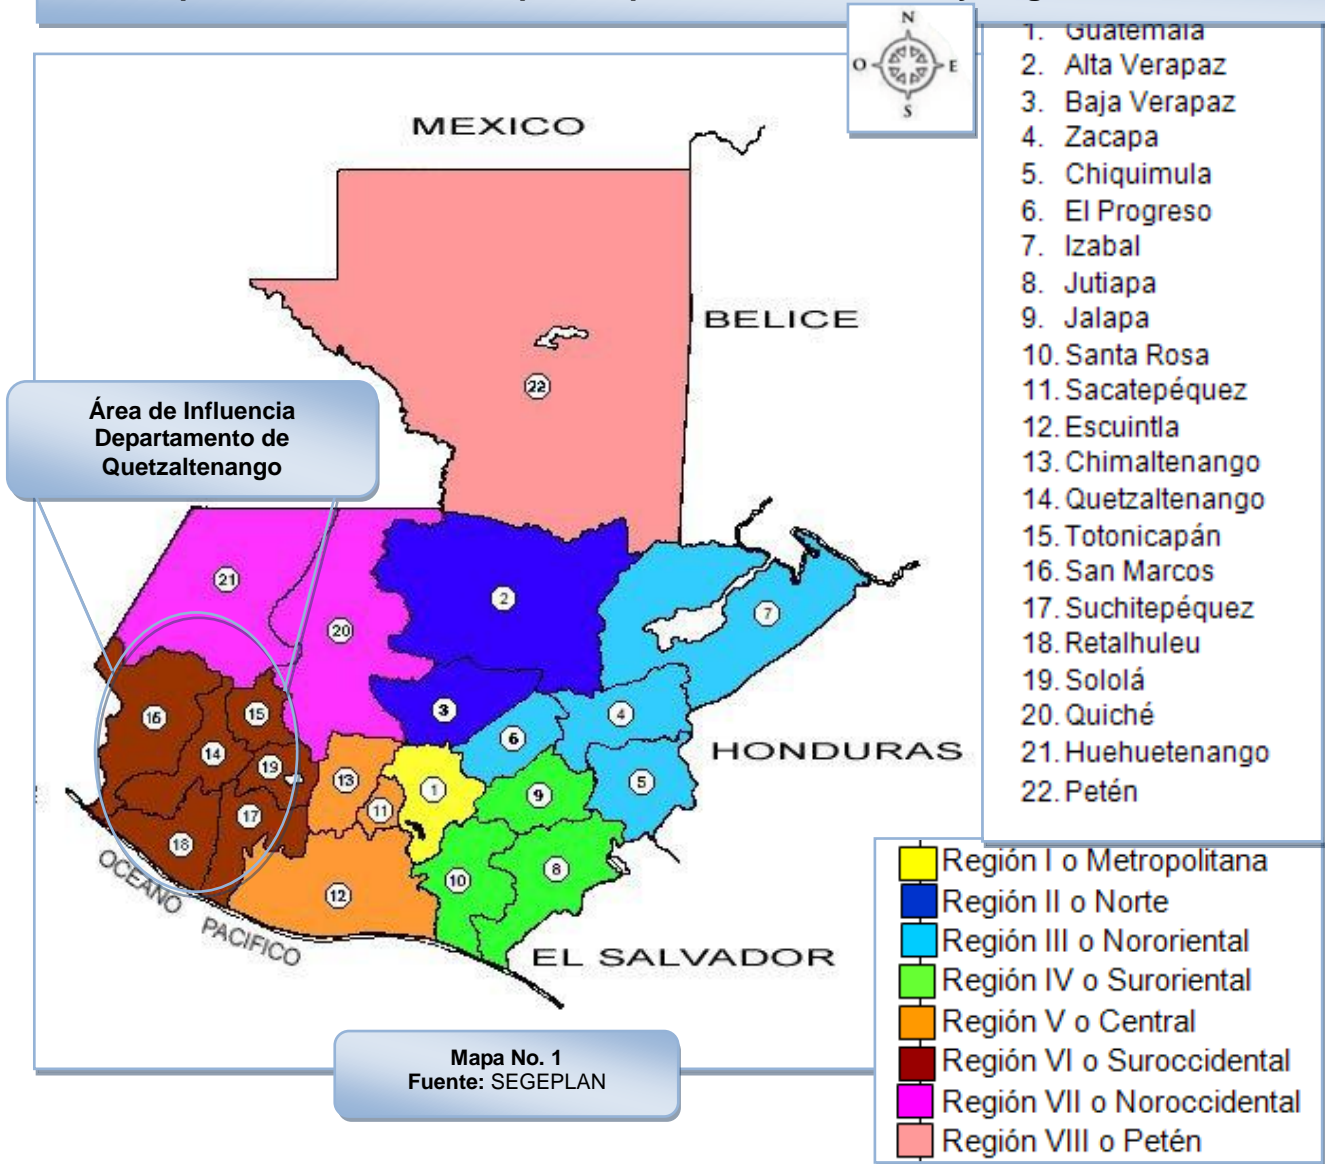 N
O E
S
1. Guatemala
2. Alta Verapaz
3. Baja Verapaz
4. Zacapa
5. Chiquimula
6. El Progreso
7. Izabal
8. Jutiapa
9. Jalapa
10. Santa Rosa
11. Sacatepéquez
12. Escuintla
13. Chimaltenango
14. Quetzaltenango
15. Totonicapán
16. San Marcos
17. Suchitepéquez
18. Retalhuleu
19. Sololá
20. Quiché
21. Huehuetenango
22. Petén
MEXICO
BELICE
22
Área de Influencia
Departamento de
Quetzaltenango
21
2
20
7
16
15
3
4
6
14
19
HONDURAS
13
1
5
9
11
17
18
8
10
12
OCEANO PACIFICO
EL SALVADOR
Región I o Metropolitana
Región II o Norte
Región III o Nororiental
Región IV o Suroriental
Región V o Central
Región VI o Suroccidental
Región VII o Noroccidental
Región VIII o Petén
Mapa No. 1
Fuente: SEGEPLAN